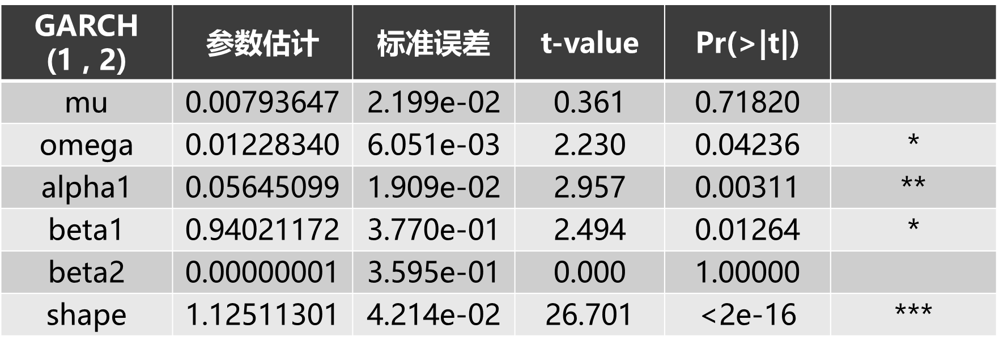 GARCH
(1 , 2)
参数估计
标准误差
t-value
Pr(>|t|)
mu 0.00793647 2.199e-02 0.361 0.71820
omega 0.01228340 6.051e-03 2.230 0.04236 *
alpha1 0.05645099 1.909e-02 2.957 0.00311 **
beta1 0.94021172 3.770e-01 2.494 0.01264 *
beta2 0.00000001 3.595e-01 0.000 1.00000
shape 1.12511301 4.214e-02 26.701 <2e-16 ***